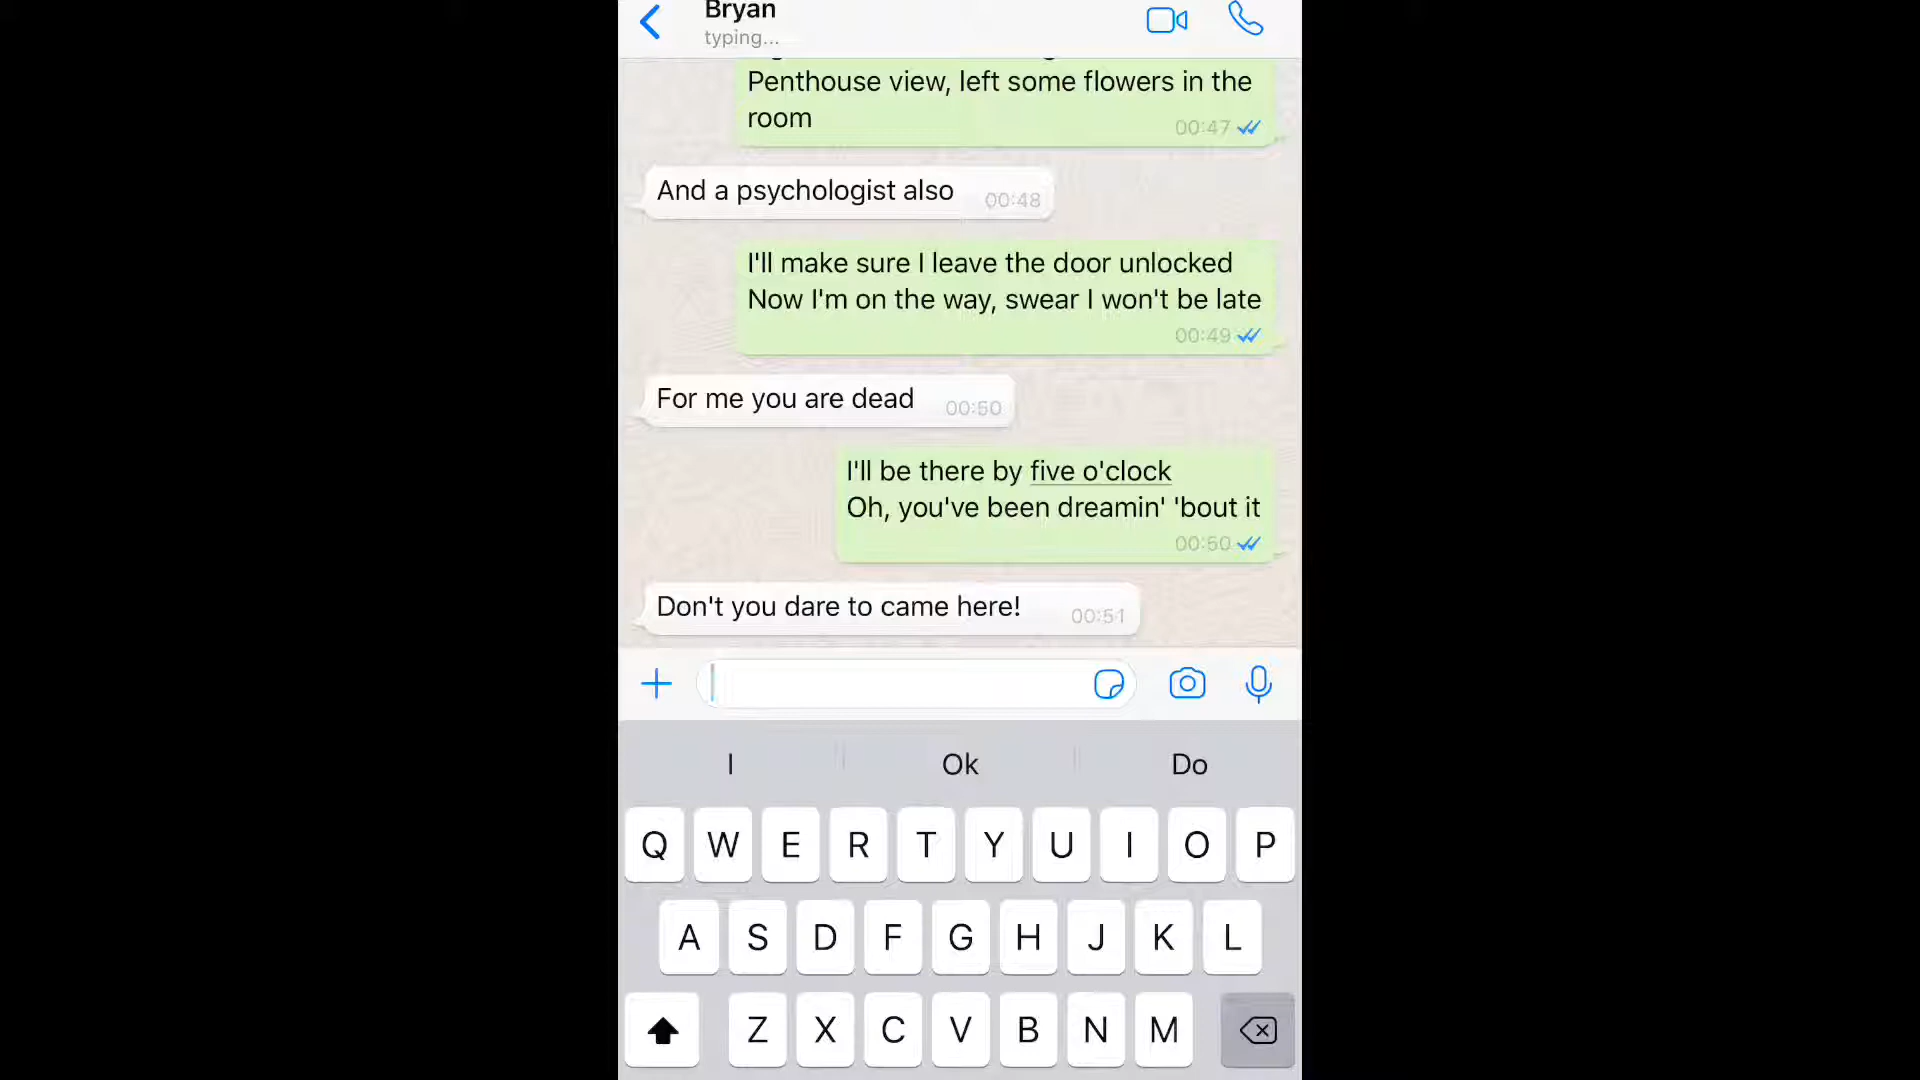 Bryan
typing...
Penthouse view, left some flowers in the
room
00:47
And a psychologist also
00:48
I'll make sure I leave the door unlocked
Now I'm on the way, swear I won't be late
00:49
For me you are dead
00:50
I'll be there by five o'clock
Oh, you've been dreamin' 'bout it
00:50
Don't you dare to came here!
00:51
I Ok Do
Q W E R T Y U I O P
A S D F G H J K L
Z X C V B N M